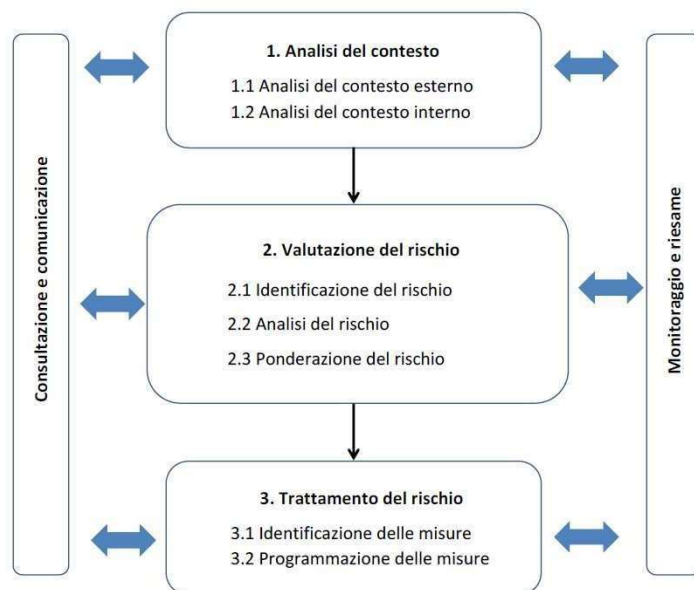 Consultazione e comunicazione
1. Analisi del contesto
1.1 Analisi del contesto esterno
1.2 Analisi del contesto interno
2. Valutazione del rischio
2.1 Identificazione del rischio
2.2 Analisi del rischio
2.3 Ponderazione del rischio
3. Trattamento del rischio
3.1 Identificazione delle misure
3.2 Programmazione delle misure
Monitoraggio e riesame